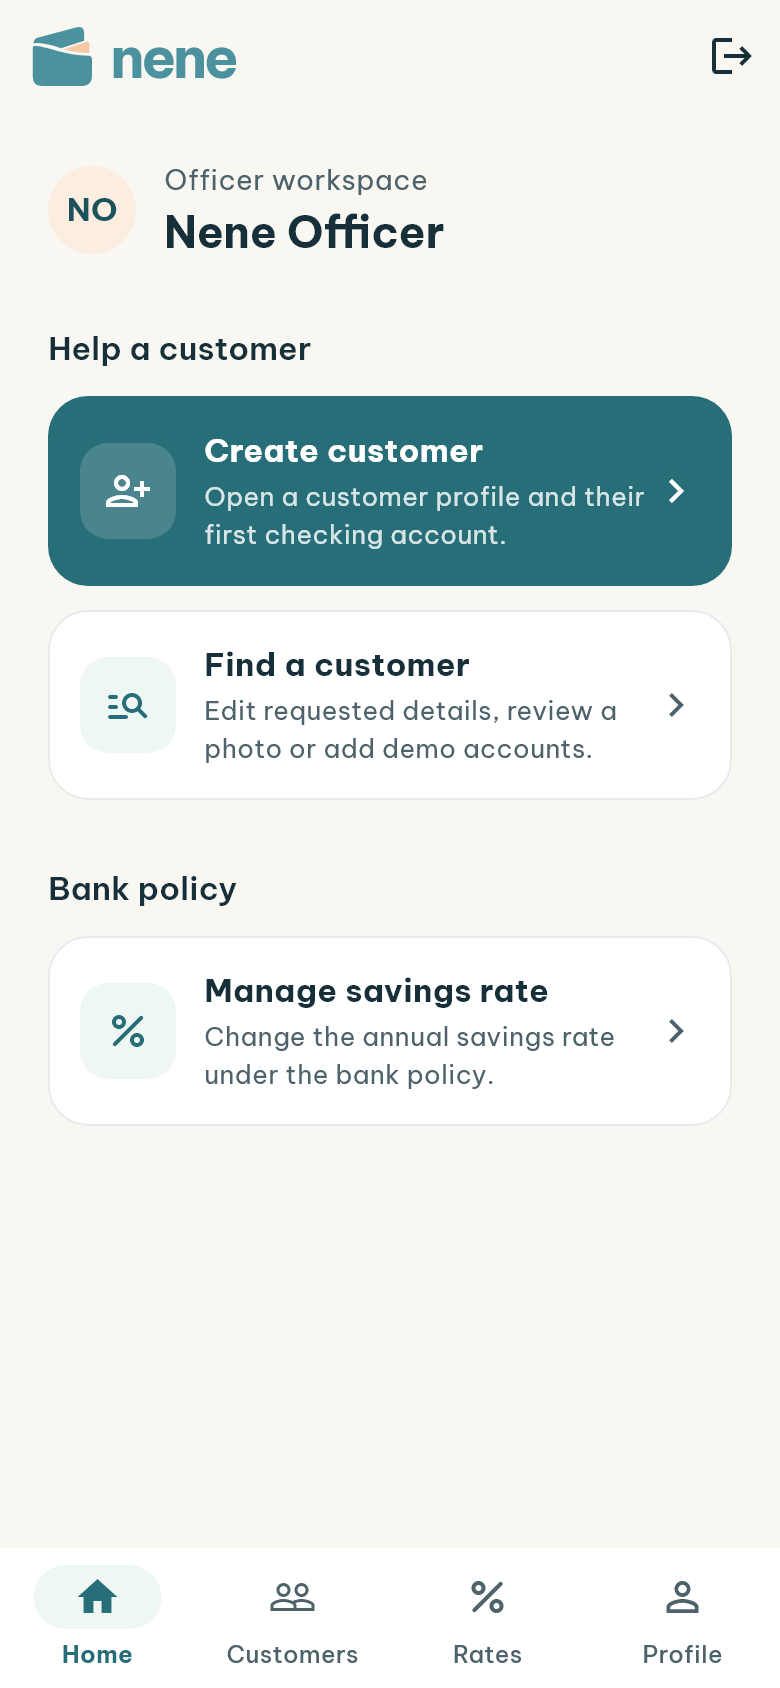 nene
NO
Officer workspace
Nene Officer
Help a customer
Create customer
Open a customer profile and their
first checking account.
Find a customer
Edit requested details, review a
photo or add demo accounts.
Bank policy
Manage savings rate
Change the annual savings rate
under the bank policy.
Home
Customers
Rates
Profile